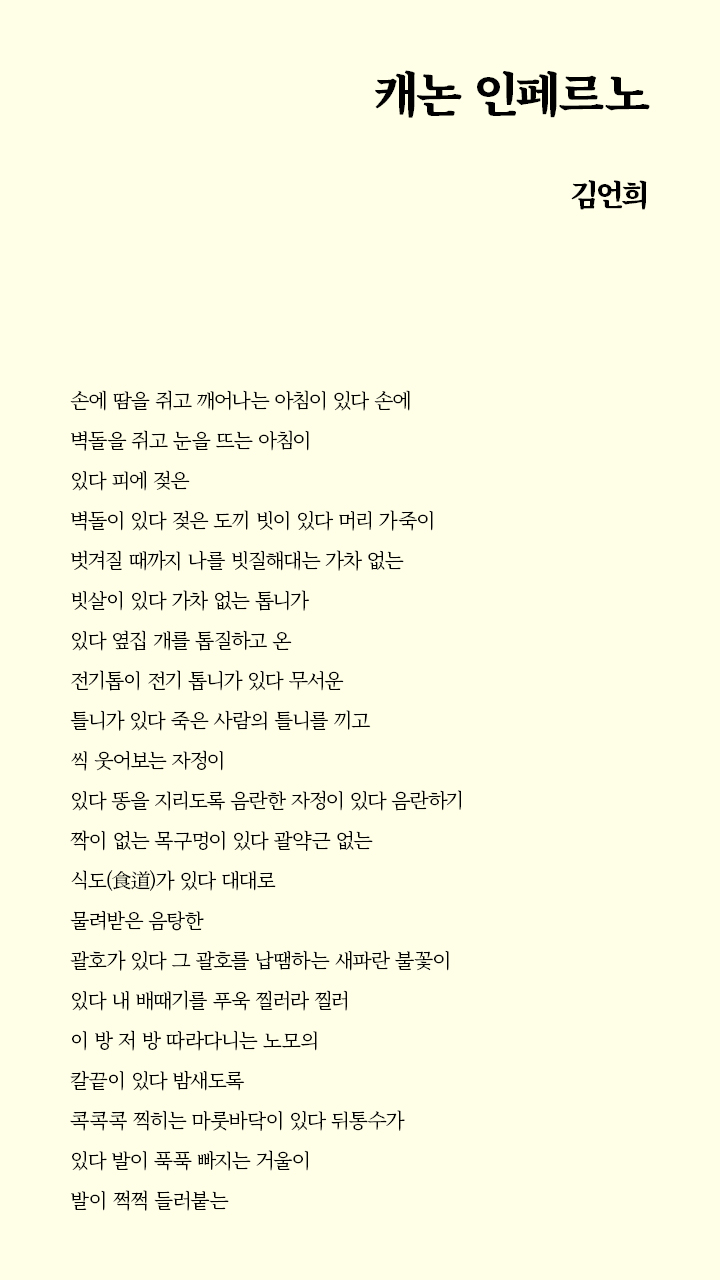 캐논 인페르노
김언희
손에 땀을 쥐고 깨어나는 아침이 있다 손에
벽돌을 쥐고 눈을 뜨는 아침이
있다 피에 젖은
벽돌이 있다 젖은 도끼 빗이 있다 머리 가죽이
벗겨질 때까지 나를 빗질해대는 가차 없는
빗살이 있다 가차 없는 톱니가
있다 옆집 개를 톱질하고 온
전기톱이 전기 톱니가 있다 무서운
틀니가 있다 죽은 사람의 틀니를 끼고
씩 웃어보는 자정이
있다 똥을 지리도록 음란한 자정이 있다 음란하기
짝이 없는 목구멍이 있다 괄약근 없는
식도(食道)가 있다 대대로
물려받은 음탕한
괄호가 있다 그 괄호를 납땜하는 새파란 불꽃이
있다 내 배때기를 푸욱 찔러라 찔러
이 방 저 방 따라다니는 노모의
칼끝이 있다 밤새도록
콕콕콕 찍히는 마룻바닥이 있다 뒤통수가
있다 발이 푹푹 빠지는 거울이
발이 쩍쩍 들러붙는